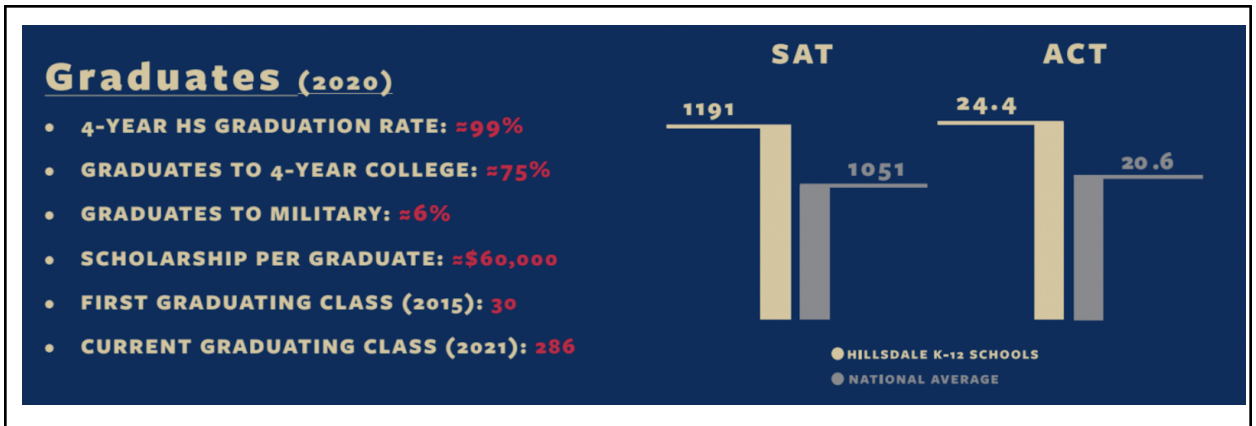 Graduates (2020)
• 4-YEAR HS GRADUATION RATE: ≈99%
• GRADUATES TO 4-YEAR COLLEGE: ≈75%
• GRADUATES TO MILITARY: ≈6%
• SCHOLARSHIP PER GRADUATE: ≈$60,000
• FIRST GRADUATING CLASS (2015): 30
• CURRENT GRADUATING CLASS (2021): 286
SAT
1191
1051
ACT
24.4
20.6
HILLSDALE K-12 SCHOOLS
NATIONAL AVERAGE